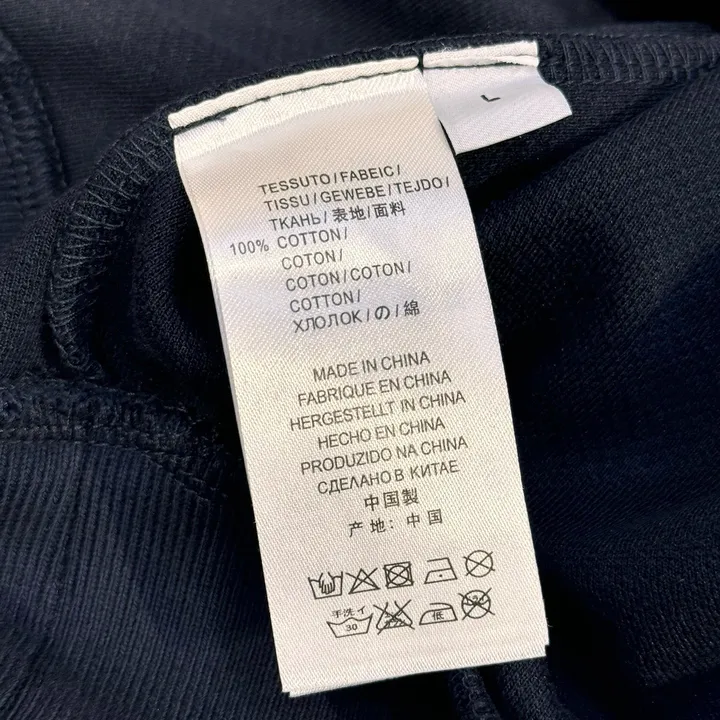 L
TESSUTO/FABEIC/
TISSU/GEWEBE/TEJDO/
ТКАНЬ/表地/面料
100% COTTON/
COTON/
COTON/COTON/
COTTON/
ХЛОПОК/の/綿
MADE IN CHINA
FABRIQUE EN CHINA
HERGESTELLT IN CHINA
HECHO EN CHINA
PRODUZIDO NA CHINA
СДЕЛАНО В КИТАЕ
中国製
产地: 中国
手洗イ
30 低